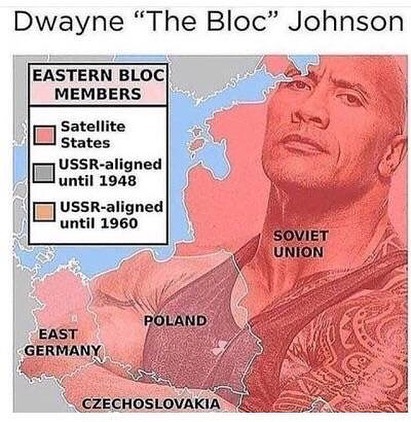 Dwayne “The Bloc” Johnson
EASTERN BLOC
MEMBERS
Satellite
States
USSR-aligned
until 1948
USSR-aligned
until 1960
SOVIET
UNION
POLAND
EAST
GERMANY
CZECHOSLOVAKIA